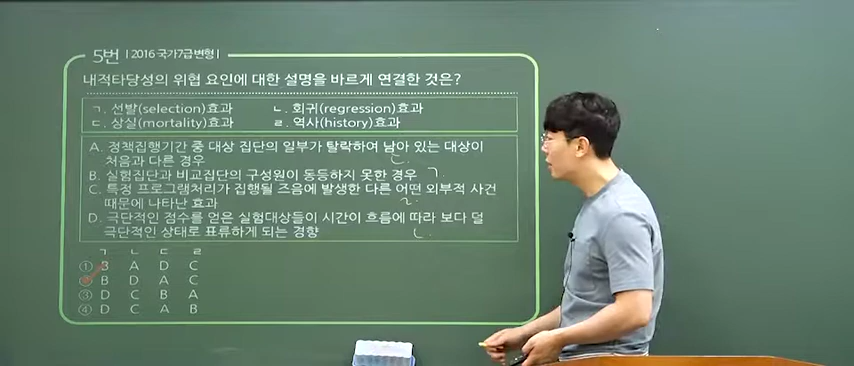 5번 | 2016 국가7급변형 |
내적타당성의 위협 요인에 대한 설명을 바르게 연결한 것은?
ㄱ. 선발(selection)효과 ㄴ. 회귀(regression)효과
ㄷ. 상실(mortality)효과 ㄹ. 역사(history)효과
A. 정책집행기간 중 대상 집단의 일부가 탈락하여 남아 있는 대상이
처음과 다른 경우 ㄷ.
B. 실험집단과 비교집단의 구성원이 동등하지 못한 경우 ㄱ.
C. 특정 프로그램처리가 집행될 즈음에 발생한 다른 어떤 외부적 사건
때문에 나타난 효과 ㄹ.
D. 극단적인 점수를 얻은 실험대상들이 시간이 흐름에 따라 보다 덜
극단적인 상태로 표류하게 되는 경향 ㄴ.
ㄱ ㄴ ㄷ ㄹ
① B A D C
② B D A C
③ D C B A
④ D C A B